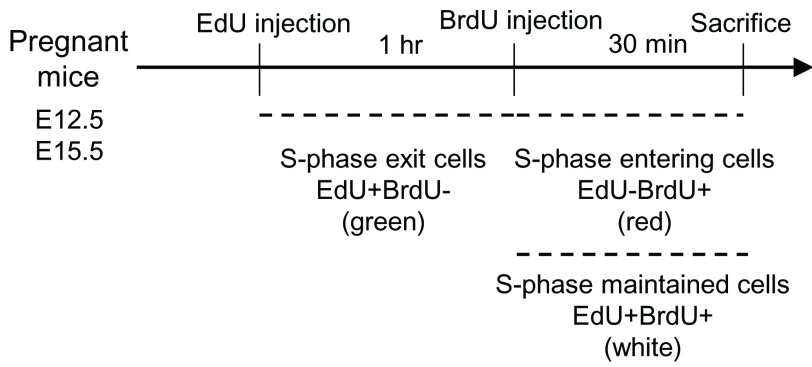 EdU injection
BrdU injection
Sacrifice
Pregnant
mice
1 hr
30 min
E12.5
E15.5
S-phase exit cells
EdU+BrdU-
(green)
S-phase entering cells
EdU-BrdU+
(red)
S-phase maintained cells
EdU+BrdU+
(white)